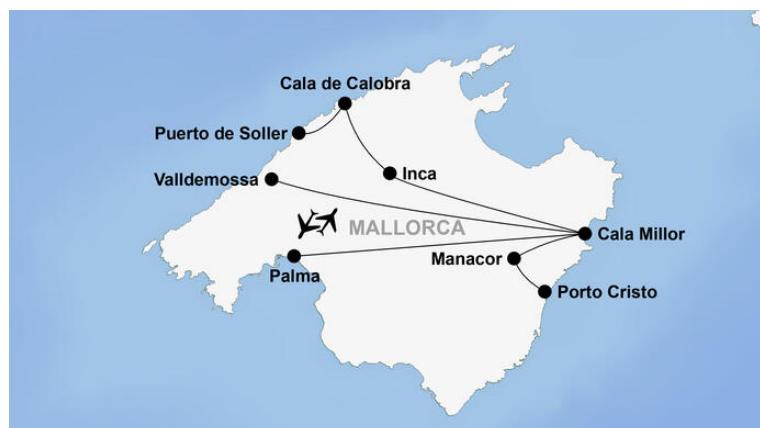 Cala de Calobra
Puerto de Soller
Valldemossa
Inca
MALLORCA
Cala Millor
Manacor
Palma
Porto Cristo